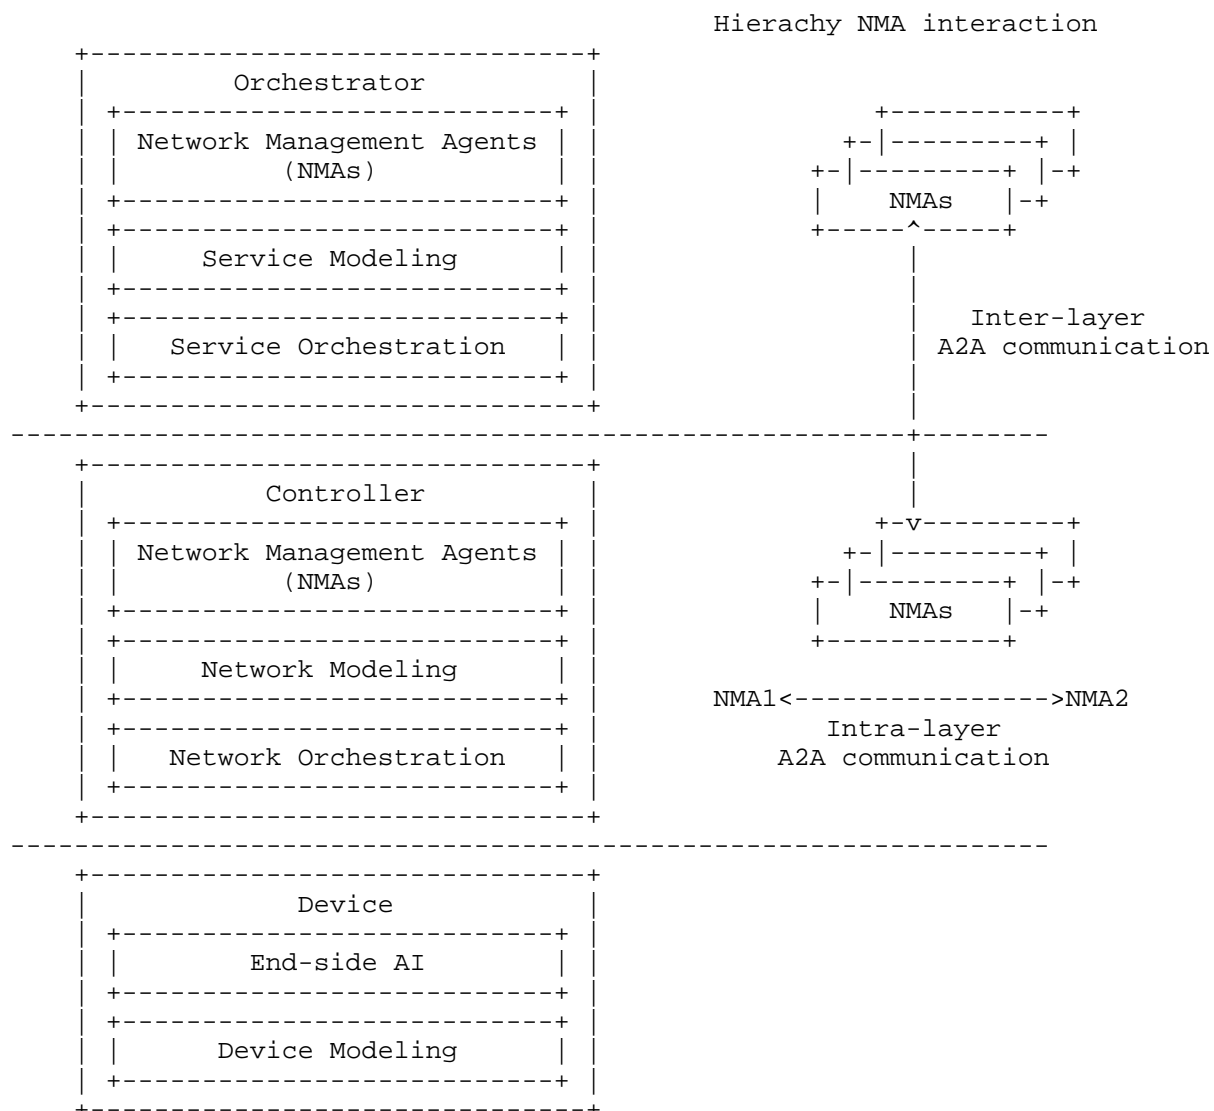 Hierachy NMA interaction
Orchestrator
Network Management Agents
(NMAs)
NMAs
Service Modeling
Inter-layer
Service Orchestration
A2A communication
Controller
Network Management Agents
(NMAs)
NMAs
Network Modeling
NMA1<---------------->NMA2
Intra-layer
Network Orchestration
A2A communication
Device
End-side AI
Device Modeling